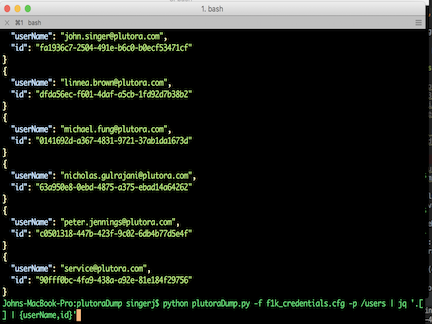 1. bash
× ⌘1 bash
"userName": "john.singer@plutora.com",
"id": "fa1936c7-2504-491e-b6c0-b0ecf53471cf"
}
{
"userName": "linnea.brown@plutora.com",
"id": "dfda56ec-f601-4daf-a5cb-1fd92d7b38b2"
}
{
"userName": "michael.fung@plutora.com",
"id": "0141692d-a367-4831-9721-37ab1da1673d"
}
{
"userName": "nicholas.gulrajani@plutora.com",
"id": "63a950e8-0ebd-4875-a375-ebad14a64262"
}
{
"userName": "peter.jennings@plutora.com",
"id": "c0501318-447b-423f-9c02-6db4b77d5e4f"
}
{
"userName": "service@plutora.com",
"id": "90fff0bc-4fa9-438a-a92e-81e184f29756"
}
Johns-MacBook-Pro:plutoraDump singerj$ python plutoraDump.py -f f1k_credentials.cfg -p /users | jq '.[
] | {userName,id}'